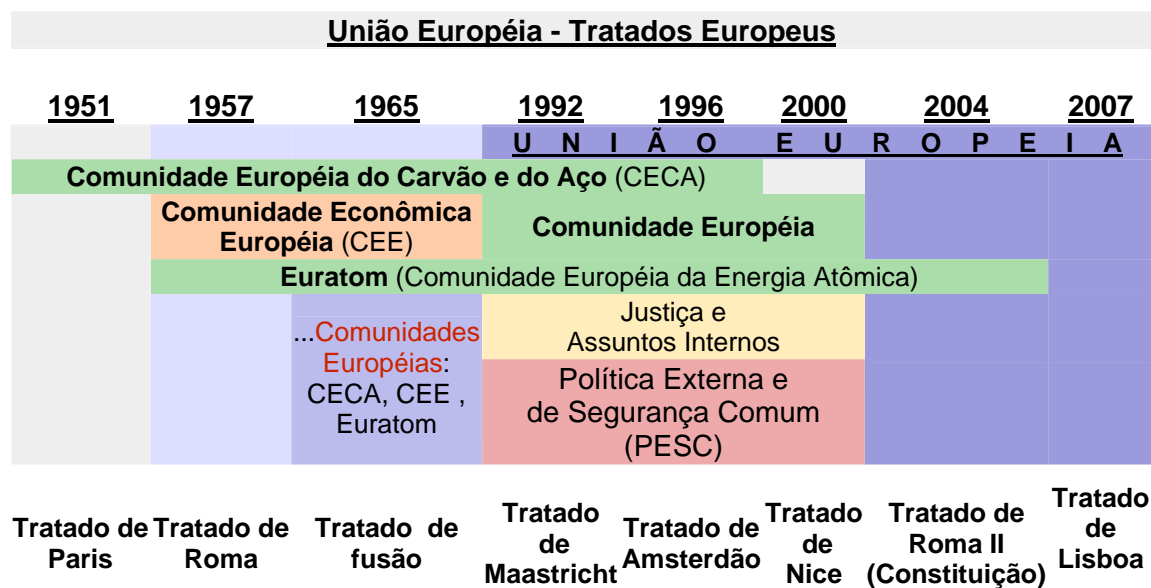 União Européia - Tratados Europeus
1951 1957 1965 1992 1996 2000 2004 2007
U N I Ã O E U R O P E I A
Comunidade Européia do Carvão e do Aço (CECA)
Comunidade Econômica
Européia (CEE)
Comunidade Européia
Euratom (Comunidade Européia da Energia Atômica)
...Comunidades
Européias:
CECA, CEE ,
Euratom
Justiça e
Assuntos Internos
Política Externa e
de Segurança Comum
(PESC)
Tratado de
Paris
Tratado de
Roma
Tratado de
fusão
Tratado
de
Maastricht
Tratado de
Amsterdão
Tratado
de
Nice
Tratado de
Roma II
(Constituição)
Tratado
de
Lisboa